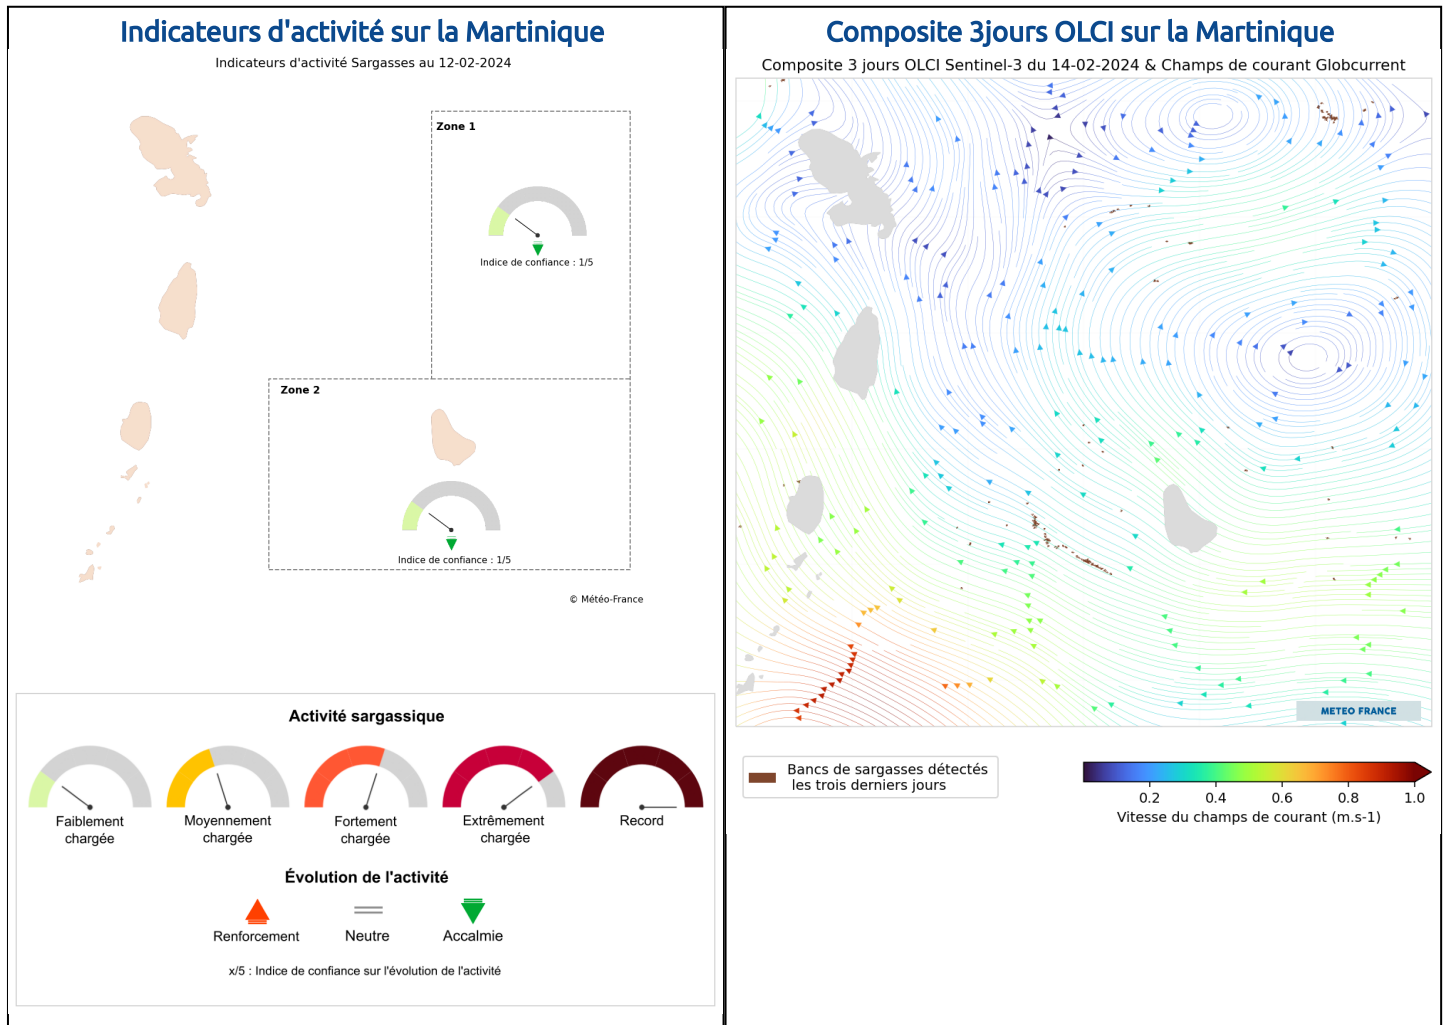 Indicateurs d'activité sur la Martinique
Indicateurs d'activité Sargasses au 12-02-2024
Zone 1
Indice de confiance : 1/5
Zone 2
Indice de confiance : 1/5
© Météo-France
Activité sargassique
Faiblement
chargée
Moyennement
chargée
Fortement
chargée
Extrêmement
chargée
Record
Évolution de l'activité
Renforcement
Neutre
Accalmie
x/5 : Indice de confiance sur l'évolution de l'activité
Composite 3jours OLCI sur la Martinique
Composite 3 jours OLCI Sentinel-3 du 14-02-2024 & Champs de courant Globcurrent
METEO FRANCE
Bancs de sargasses détectés
les trois derniers jours
0.2 0.4 0.6 0.8 1.0
Vitesse du champs de courant (m.s-1)